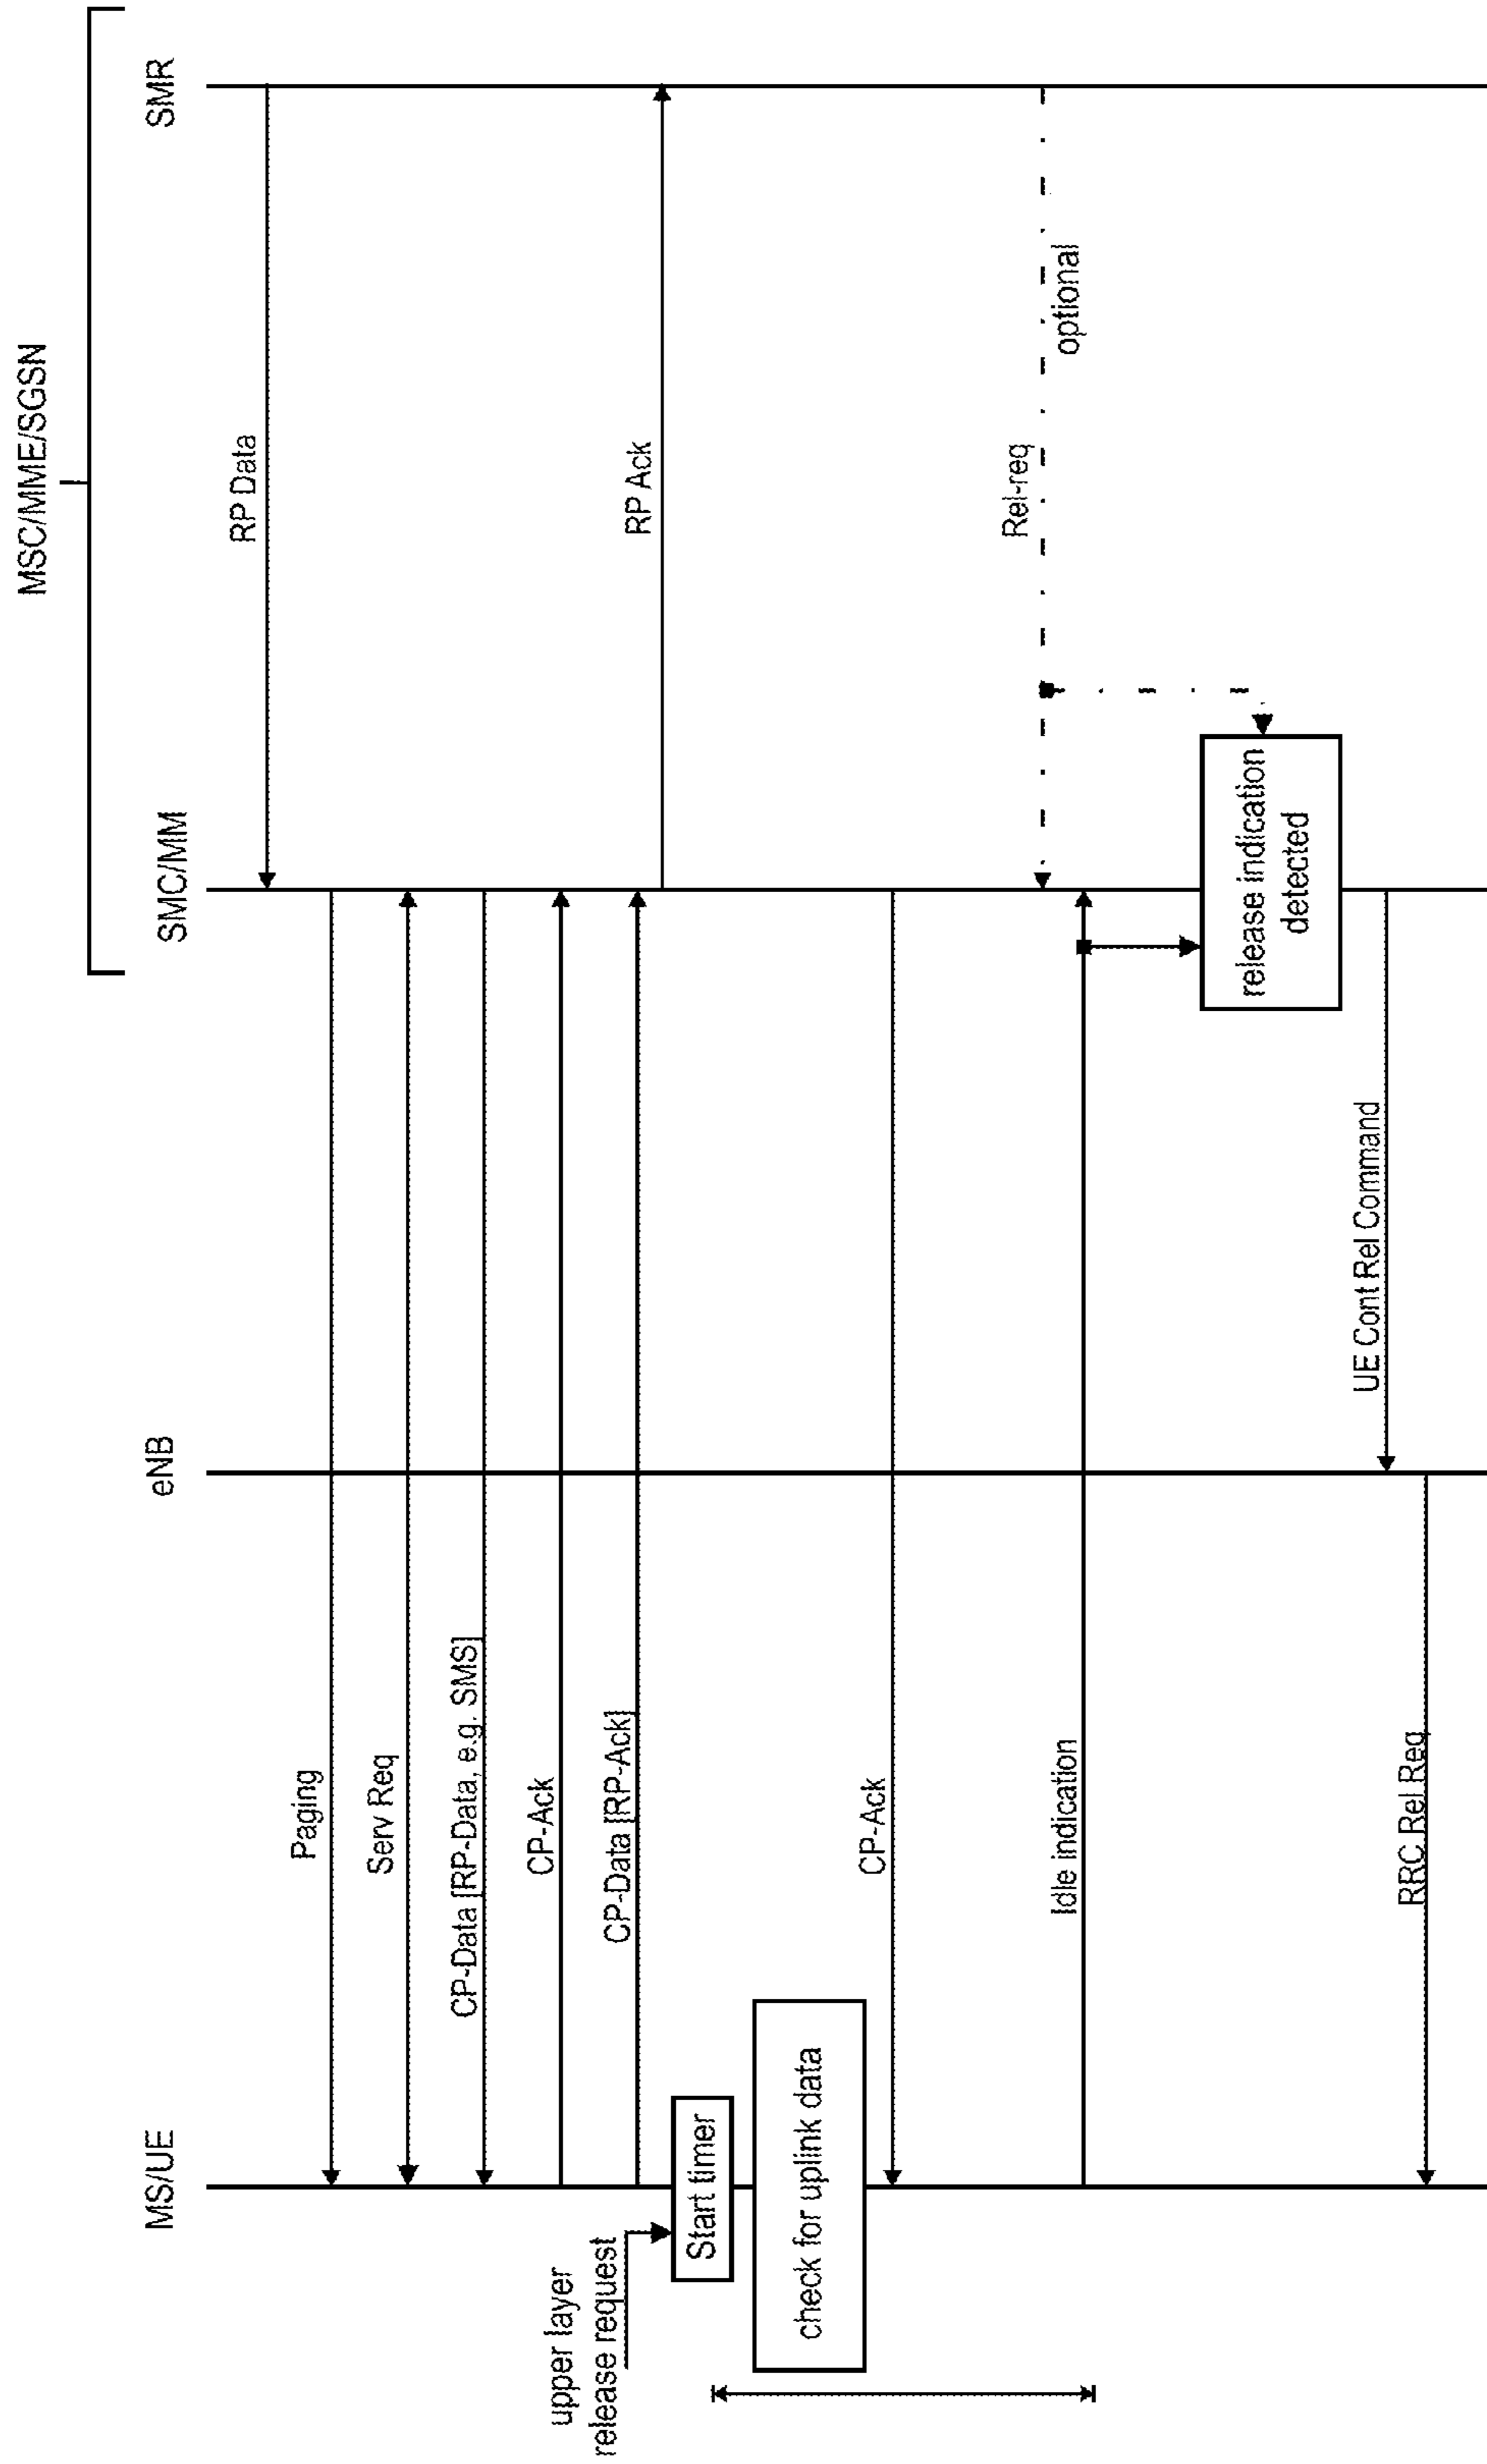 MSC/MME/SGSN
MS/UE
eNB
SMC/MM
SMR
RP Data
Paging
Serv Req
CP-Data [RP-Data, e.g. SMS]
CP-Ack
CP-Data [RP-Ack]
RP Ack
upper layer
release request
Start timer
check for uplink data
CP-Ack
Rel-req
optional
Idle indication
release indication
detected
UE Cont Rel Command
RRC Rel Req